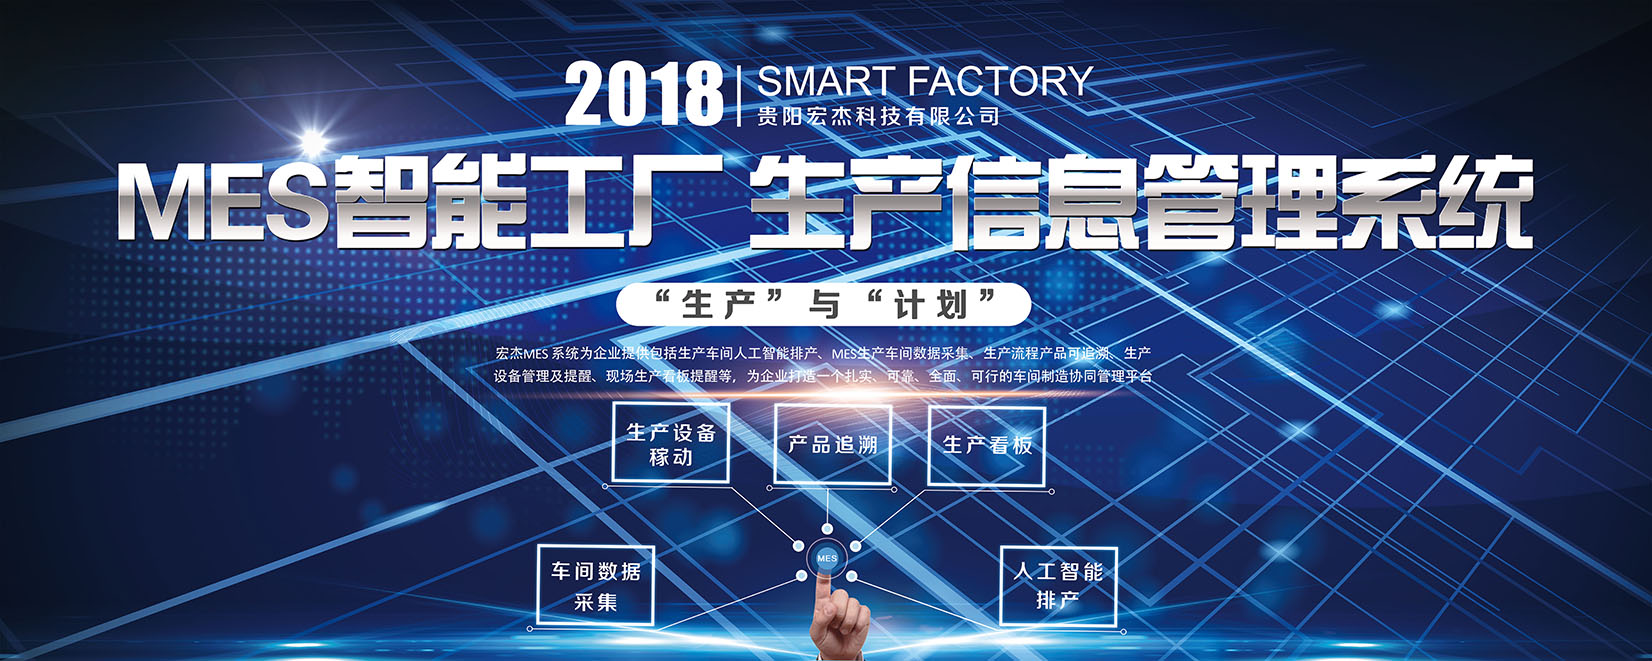 2018 SMART FACTORY
贵阳宏杰科技有限公司
MES智能工厂 生产信息管理系统
“生产”与“计划”
宏杰MES 系统为企业提供包括生产车间人工智能排产、MES生产车间数据采集、生产流程产品可追溯、生产
设备管理及提醒、现场生产看板提醒等，为企业打造一个扎实、可靠、全面、可行的车间制造协同管理平台
生产设备
稼动
产品追溯
生产看板
MES
车间数据
采集
人工智能
排产